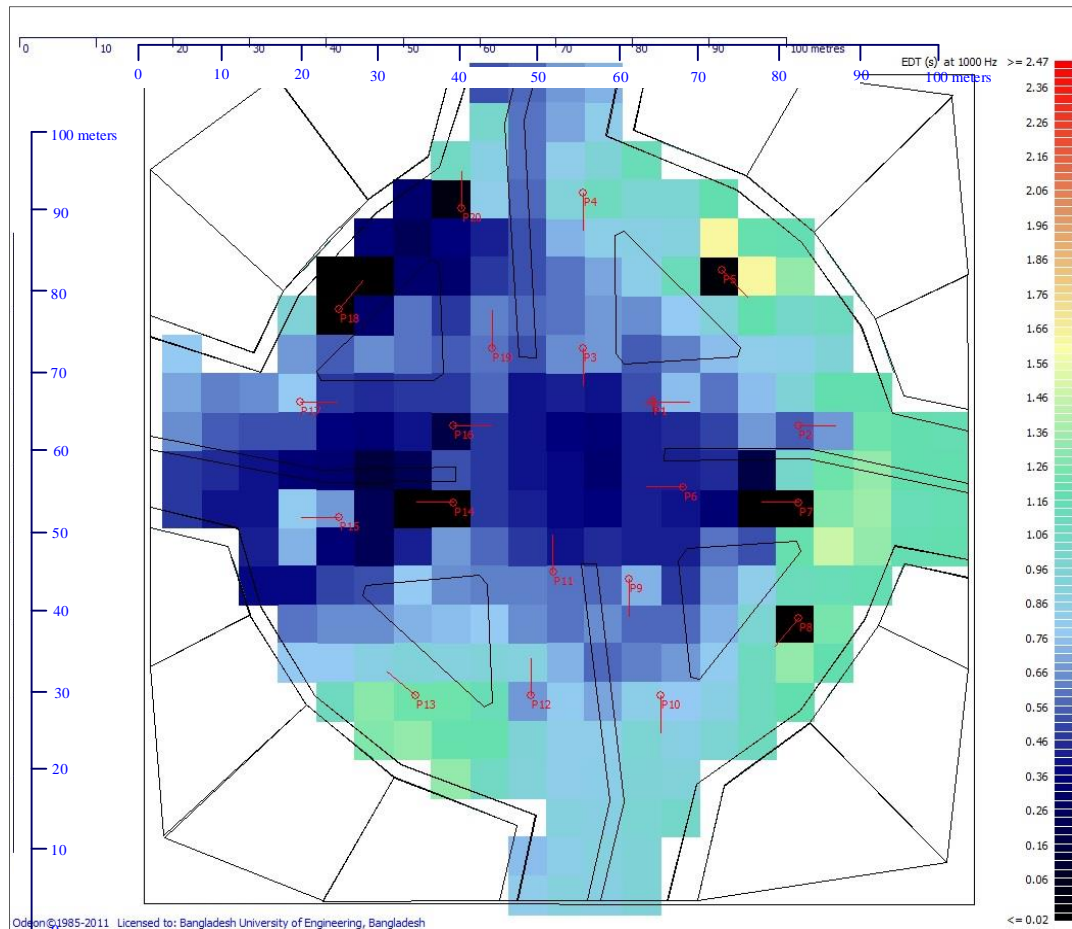 0 10 20 30 40 50 60 70 80 90 100 metres
EDT (s) at 1000 Hz >= 2.47
0 10 20 30 40 50 60 70 80 90 100 meters
2.36
2.26
2.16
2.06
1.96
1.86
1.76
1.66
1.56
1.46
1.36
1.26
1.16
1.06
0.96
0.86
0.76
0.66
0.56
0.46
0.36
0.26
0.16
0.06
<= 0.02
100 meters
90
80
70
60
50
40
30
20
10
P20
P4
P5
P18
P19
P3
P17
P1
P16
P2
P6
P14
P7
P15
P11
P9
P8
P13
P12
P10
Odeon©1985-2011 Licensed to: Bangladesh University of Engineering, Bangladesh